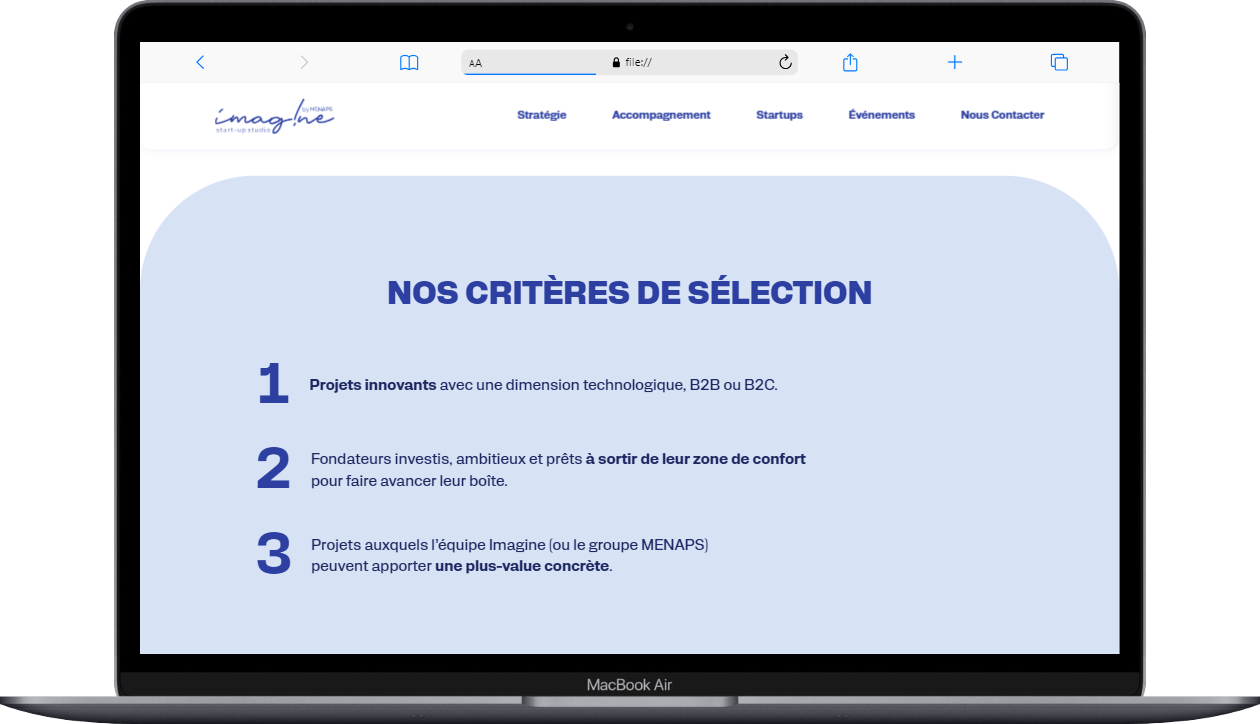 AA
file://
imag!ne
by MENAPS
start-up studio
Stratégie
Accompagnement
Startups
Événements
Nous Contacter
NOS CRITÈRES DE SÉLECTION
1
Projets innovants avec une dimension technologique, B2B ou B2C.
2
Fondateurs investis, ambitieux et prêts à sortir de leur zone de confort
pour faire avancer leur boîte.
3
Projets auxquels l'équipe Imagine (ou le groupe MENAPS)
peuvent apporter une plus-value concrète.
MacBook Air